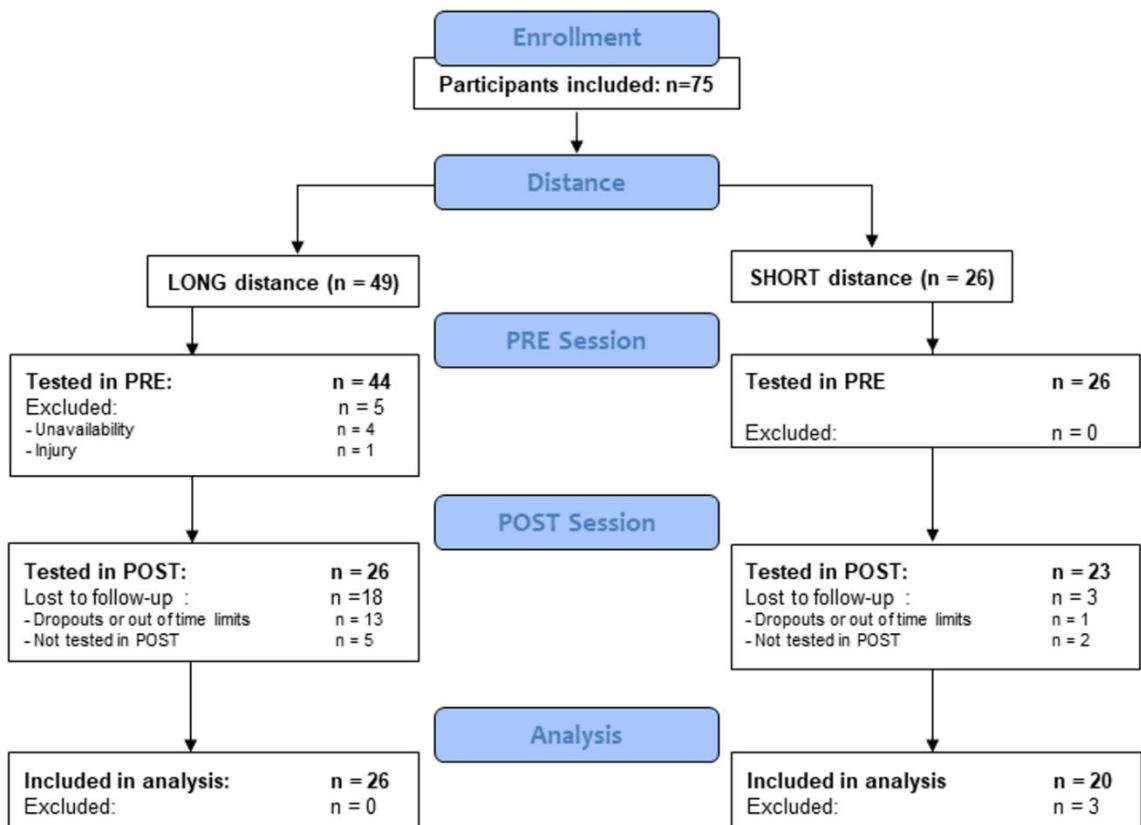 Enrollment
Participants included: n=75
Distance
LONG distance (n = 49)
SHORT distance (n = 26)
PRE Session
Tested in PRE: n = 44
Excluded: n = 5
- Unavailability n = 4
- Injury n = 1
Tested in PRE n = 26
Excluded: n = 0
POST Session
Tested in POST: n = 26
Lost to follow-up : n =18
- Dropouts or out of time limits n = 13
- Not tested in POST n = 5
Tested in POST: n = 23
Lost to follow-up : n = 3
- Dropouts or out of time limits n = 1
- Not tested in POST n = 2
Analysis
Included in analysis: n = 26
Excluded: n = 0
Included in analysis n = 20
Excluded: n = 3